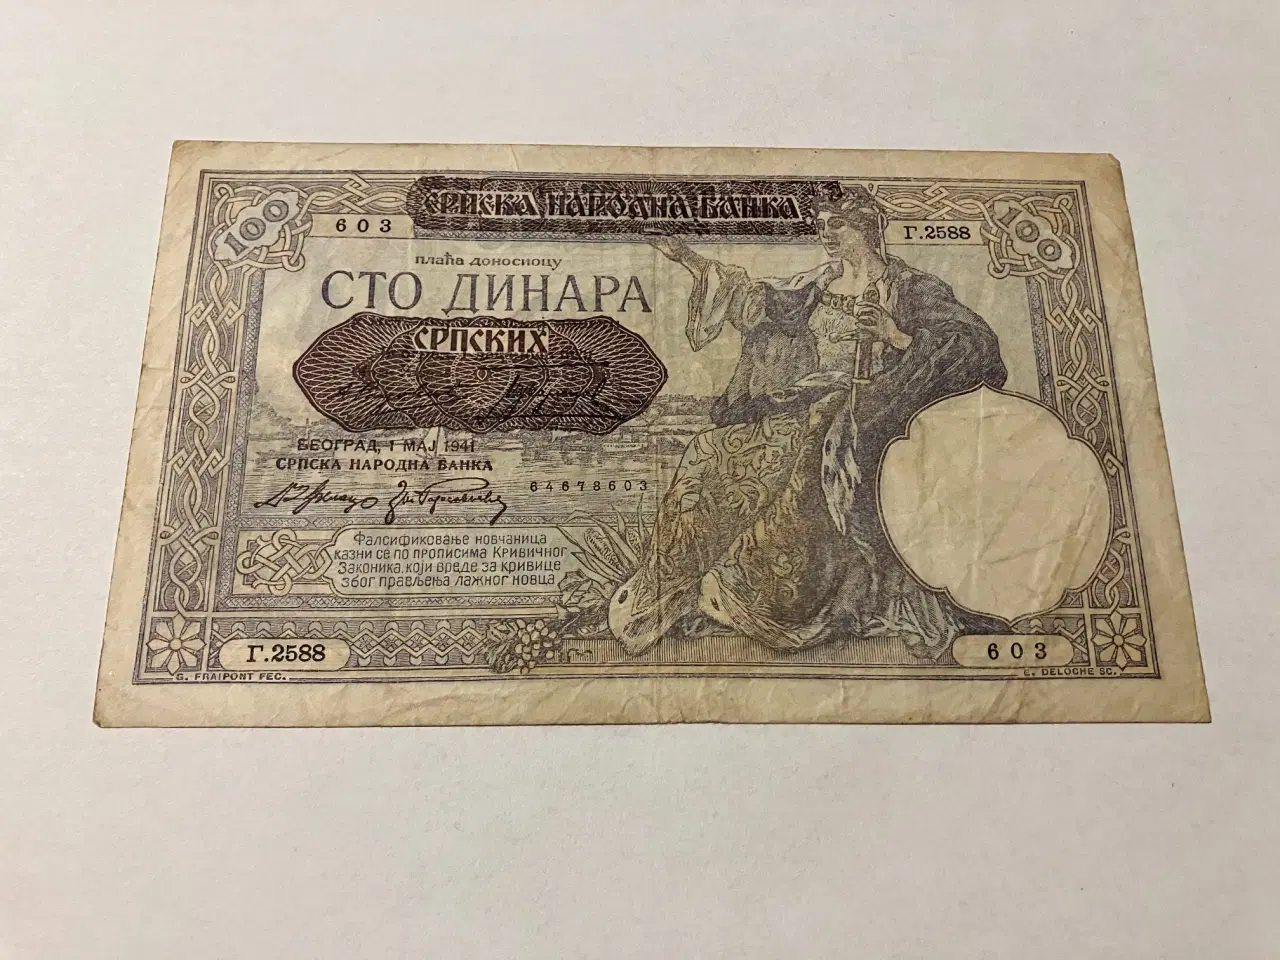 СРПСКА НАРОДНА БАНКА
100
603
Г.2588
100
плаћа доносиоцу
СТО ДИНАРА
СРПСКИХ
БЕОГРАД, 1 МАЈ 1941
СРПСКА НАРОДНА БАНКА
64678603
Фалсификовање новчаница
казни се по прописима Кривичног
Законика, који вреде за кривице
због прављења лажног новца
Г.2588
603
G. FRAIPONT FEC.
E. DELOCHE SC.